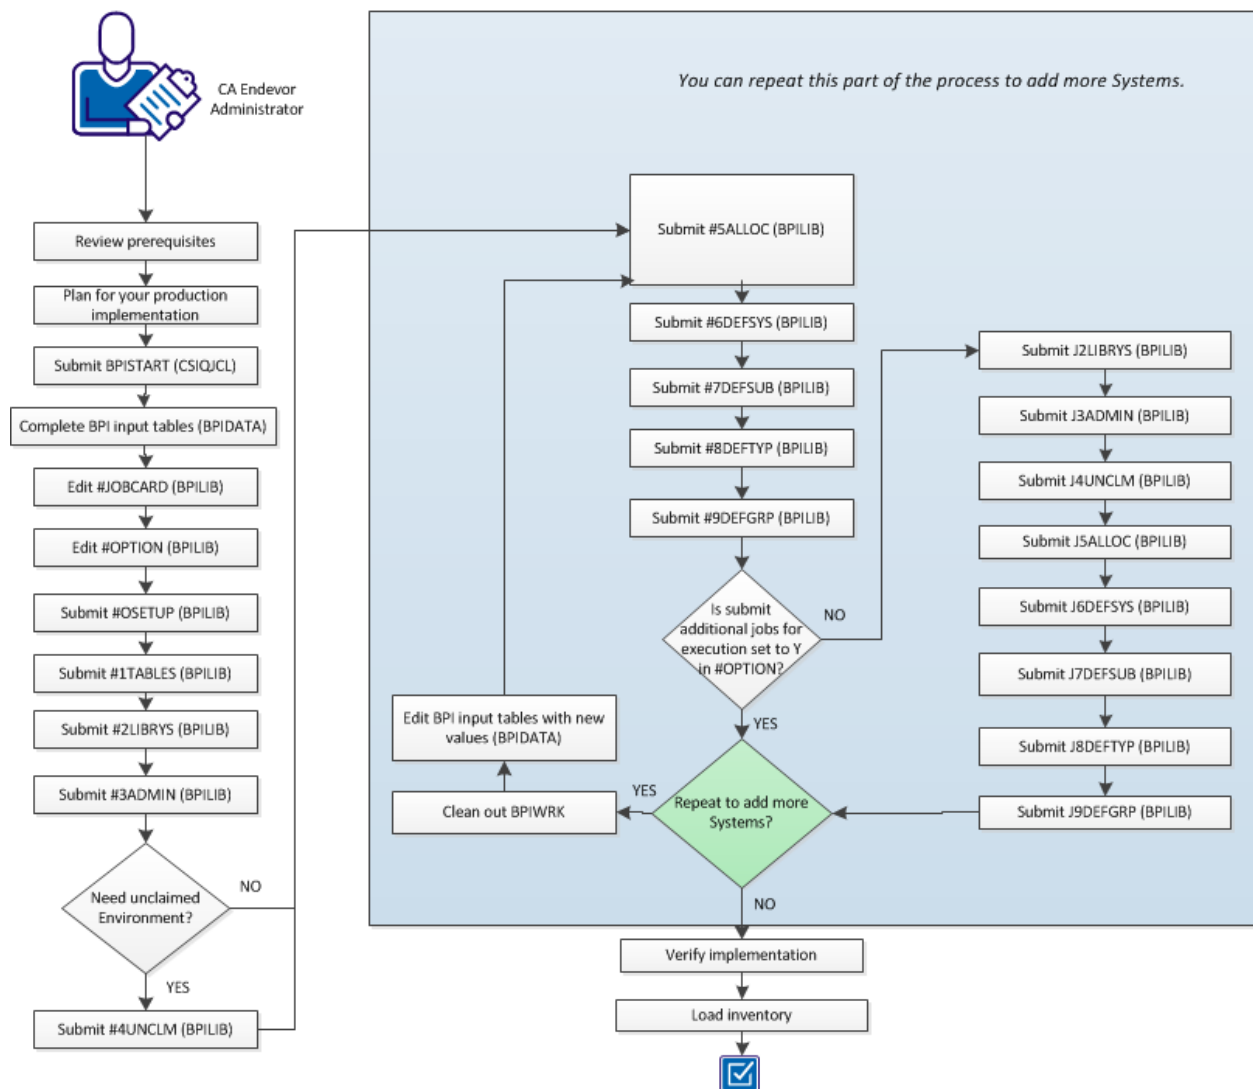 CA Endevor
Administrator
Review prerequisites
Plan for your production
implementation
Submit BPISTART (CSIQJCL)
Complete BPI input tables (BPIDATA)
Edit #JOBCARD (BPILIB)
Edit #OPTION (BPILIB)
Submit #OSETUP (BPILIB)
Submit #1TABLES (BPILIB)
Submit #2LIBRYS (BPILIB)
Submit #3ADMIN (BPILIB)
Need unclaimed
Environment?
NO
YES
Submit #4UNCLM (BPILIB)
You can repeat this part of the process to add more Systems.
Submit #5ALLOC (BPILIB)
Submit #6DEFSYS (BPILIB)
Submit #7DEFSUB (BPILIB)
Submit #8DEFTYP (BPILIB)
Submit #9DEFGRP (BPILIB)
Is submit
additional jobs for
execution set to Y
in #OPTION?
NO
YES
Submit J2LIBRYS (BPILIB)
Submit J3ADMIN (BPILIB)
Submit J4UNCLM (BPILIB)
Submit J5ALLOC (BPILIB)
Submit J6DEFSYS (BPILIB)
Submit J7DEFSUB (BPILIB)
Submit J8DEFTYP (BPILIB)
Submit J9DEFGRP (BPILIB)
Repeat to add more
Systems?
YES
Clean out BPIWRK
Edit BPI input tables with new
values (BPIDATA)
NO
Verify implementation
Load inventory